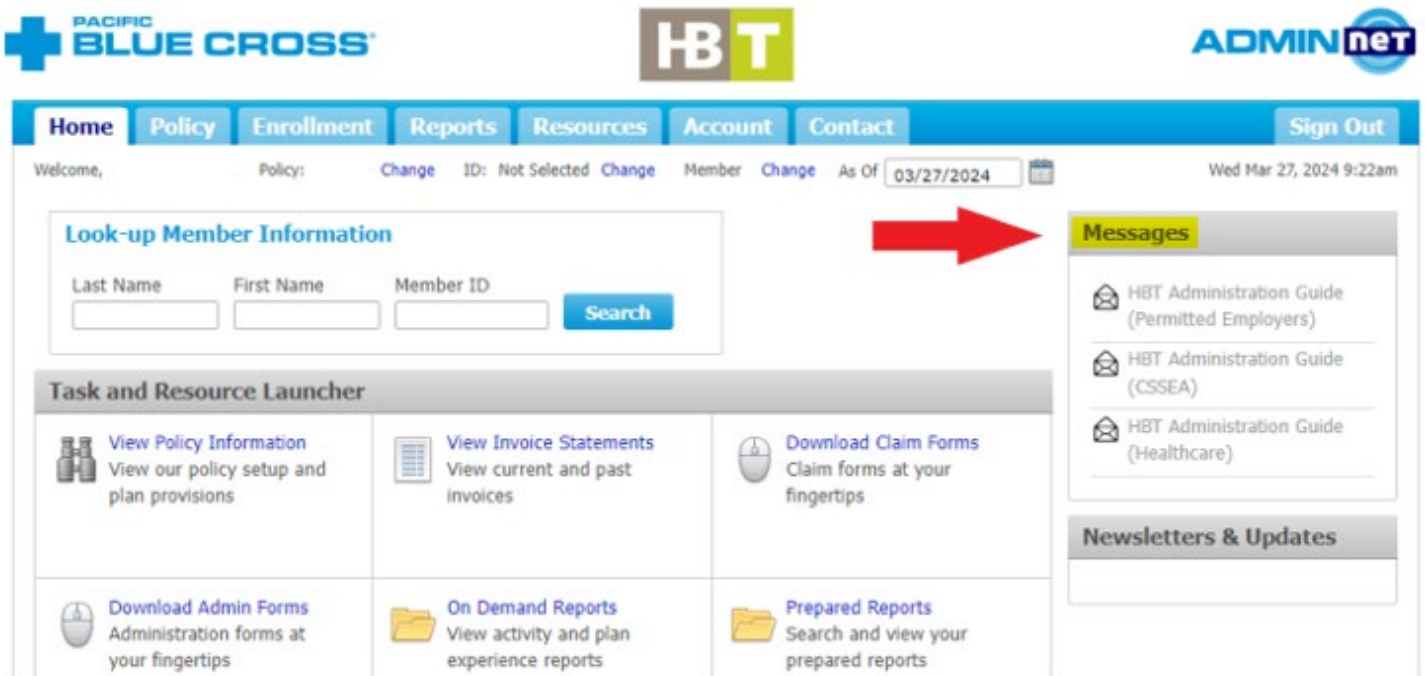 PACIFIC
BLUE CROSS
HBT
ADMIN net
Home Policy Enrollment Reports Resources Account Contact Sign Out
Welcome, Policy: Change ID: Not Selected Change Member Change As Of 03/27/2024 Wed Mar 27, 2024 9:22am
Look-up Member Information
Last Name First Name Member ID
Search
Messages
HBT Administration Guide
(Permitted Employers)
HBT Administration Guide
(CSSEA)
HBT Administration Guide
(Healthcare)
Newsletters & Updates
Task and Resource Launcher
View Policy Information
View our policy setup and
plan provisions
View Invoice Statements
View current and past
invoices
Download Claim Forms
Claim forms at your
fingertips
Download Admin Forms
Administration forms at
your fingertips
On Demand Reports
View activity and plan
experience reports
Prepared Reports
Search and view your
prepared reports